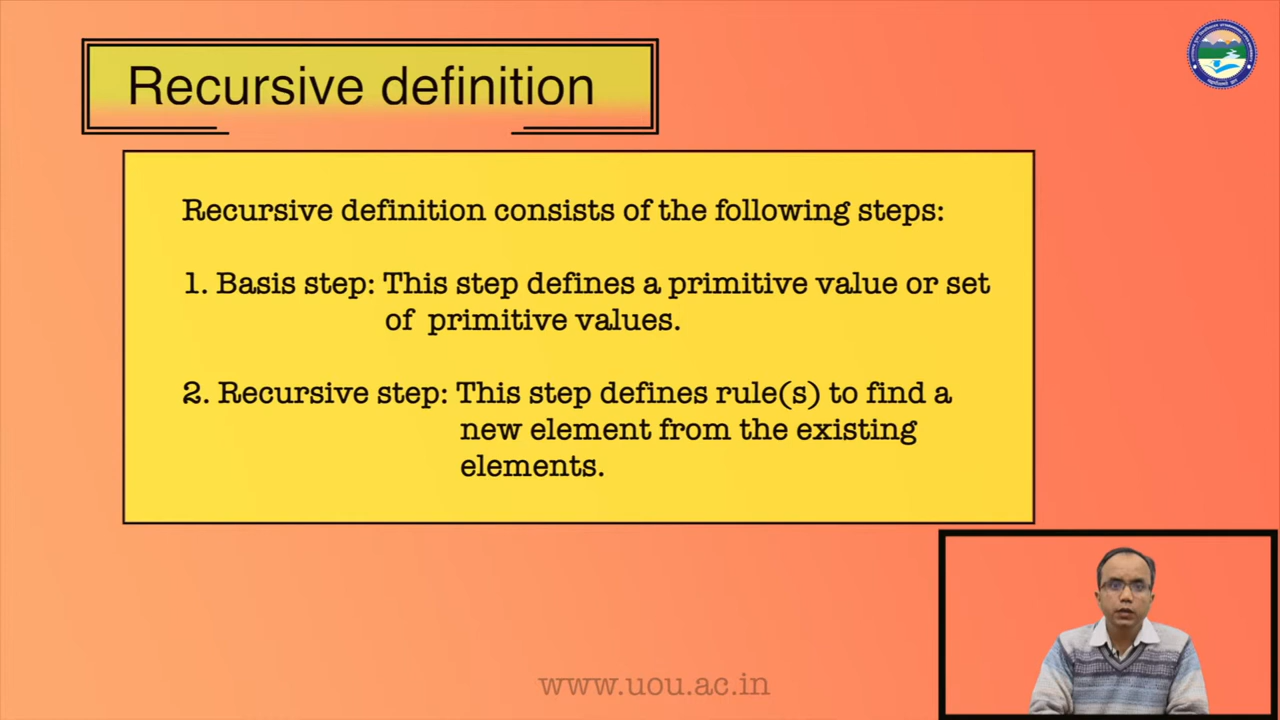 Recursive definition
Recursive definition consists of the following steps:
1. Basis step: This step defines a primitive value or set
of primitive values.
2. Recursive step: This step defines rule(s) to find a
new element from the existing
elements.
www.uou.ac.in